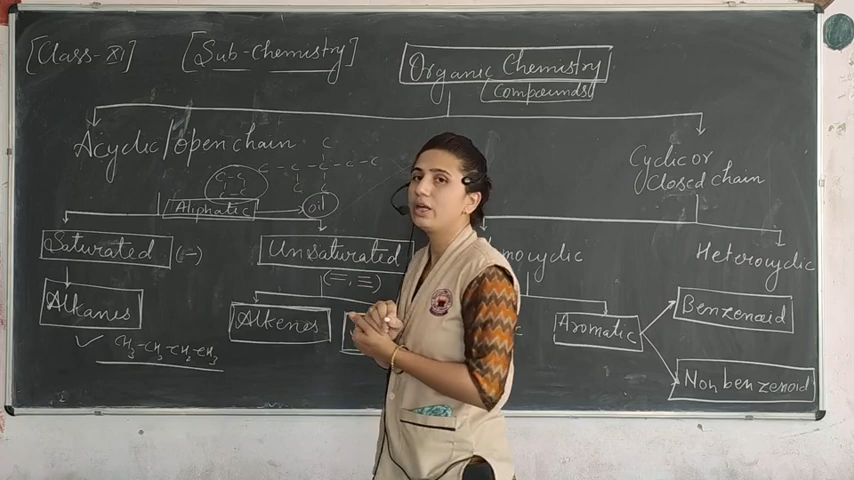 [Class-XI] [Sub-Chemistry]
Organic Chemistry
Compounds
Acyclic/open chain
Cyclic or
closed chain
C
C-C-C-C-C
C C
C-C
C-C
Aliphatic
oil
Saturated (-)
Unsaturated
(=, ≡)
Heterocyclic
Alkanes
Alkenes
Aromatic
Benzenoid
Non benzenoid
CH3-CH3-CH2-CH3